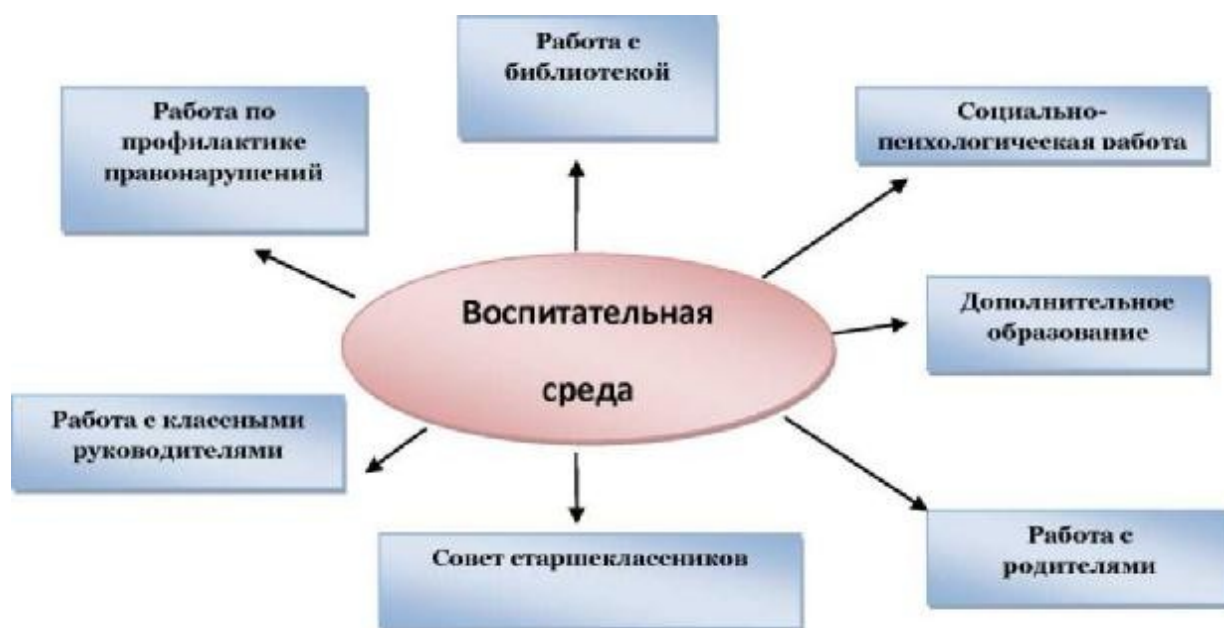 Работа с
библиотекой
Работа по
профилактике
правонарушений
Социально-
психологическая работа
Воспитательная
среда
Дополнительное
образование
Работа с классными
руководителями
Совет старшеклассников
Работа с
родителями